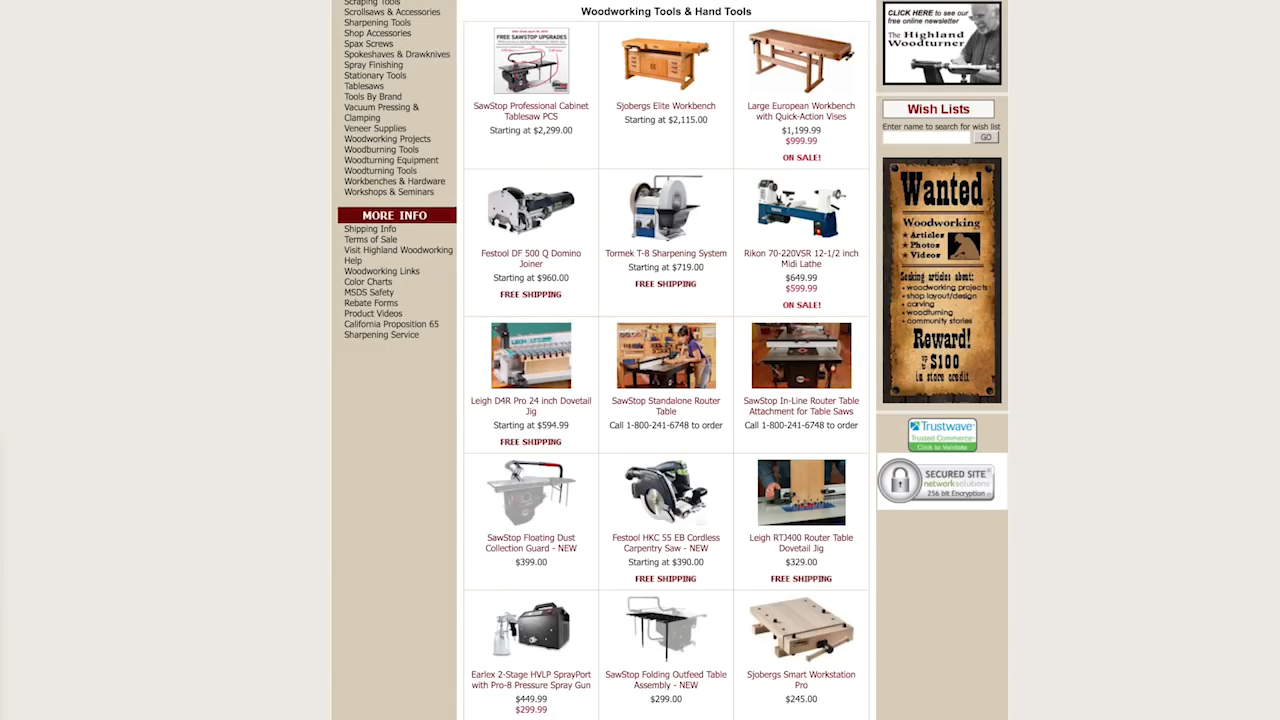 Scraping Tools
Scrollsaws & Accessories
Sharpening Tools
Shop Accessories
Spax Screws
Spokeshaves & Drawknives
Spray Finishing
Stationary Tools
Tablesaws
Tools By Brand
Vacuum Pressing &
Clamping
Veneer Supplies
Woodworking Projects
Woodburning Tools
Woodturning Equipment
Woodturning Tools
Workbenches & Hardware
Workshops & Seminars
MORE INFO
Shipping Info
Terms of Sale
Visit Highland Woodworking
Help
Woodworking Links
Color Charts
MSDS Safety
Rebate Forms
Product Videos
California Proposition 65
Sharpening Service
Woodworking Tools & Hand Tools
FREE SAWSTOP UPGRADES
SawStop Professional Cabinet
Tablesaw PCS
Starting at $2,299.00
Sjobergs Elite Workbench
Starting at $2,115.00
Large European Workbench
with Quick-Action Vises
$1,199.99
$999.99
ON SALE!
Festool DF 500 Q Domino
Joiner
Starting at $960.00
FREE SHIPPING
Tormek T-8 Sharpening System
Starting at $719.00
FREE SHIPPING
Rikon 70-220VSR 12-1/2 inch
Midi Lathe
$649.99
$599.99
ON SALE!
Leigh D4R Pro 24 inch Dovetail
Jig
Starting at $594.99
FREE SHIPPING
SawStop Standalone Router
Table
Call 1-800-241-6748 to order
SawStop In-Line Router Table
Attachment for Table Saws
Call 1-800-241-6748 to order
SawStop Floating Dust
Collection Guard - NEW
$399.00
Festool HKC 55 EB Cordless
Carpentry Saw - NEW
Starting at $390.00
FREE SHIPPING
Leigh RTJ400 Router Table
Dovetail Jig
$329.00
FREE SHIPPING
Earlex 2-Stage HVLP SprayPort
with Pro-8 Pressure Spray Gun
$449.99
$299.99
SawStop Folding Outfeed Table
Assembly - NEW
$299.00
Sjobergs Smart Workstation
Pro
$245.00
CLICK HERE to see our
free online newsletter
The Highland
Woodturner
Wish Lists
Enter name to search for wish list
GO
Wanted
Woodworking
★ Articles
★ Photos
★ Videos
Seeking articles about:
• woodworking projects
• shop layout/design
• carving
• woodturning
• community stories
Reward!
up to $100
in store credit
Trustwave®
Trusted Commerce™
Click to Validate
SECURED SITE®
networksolutions
256 bit Encryption